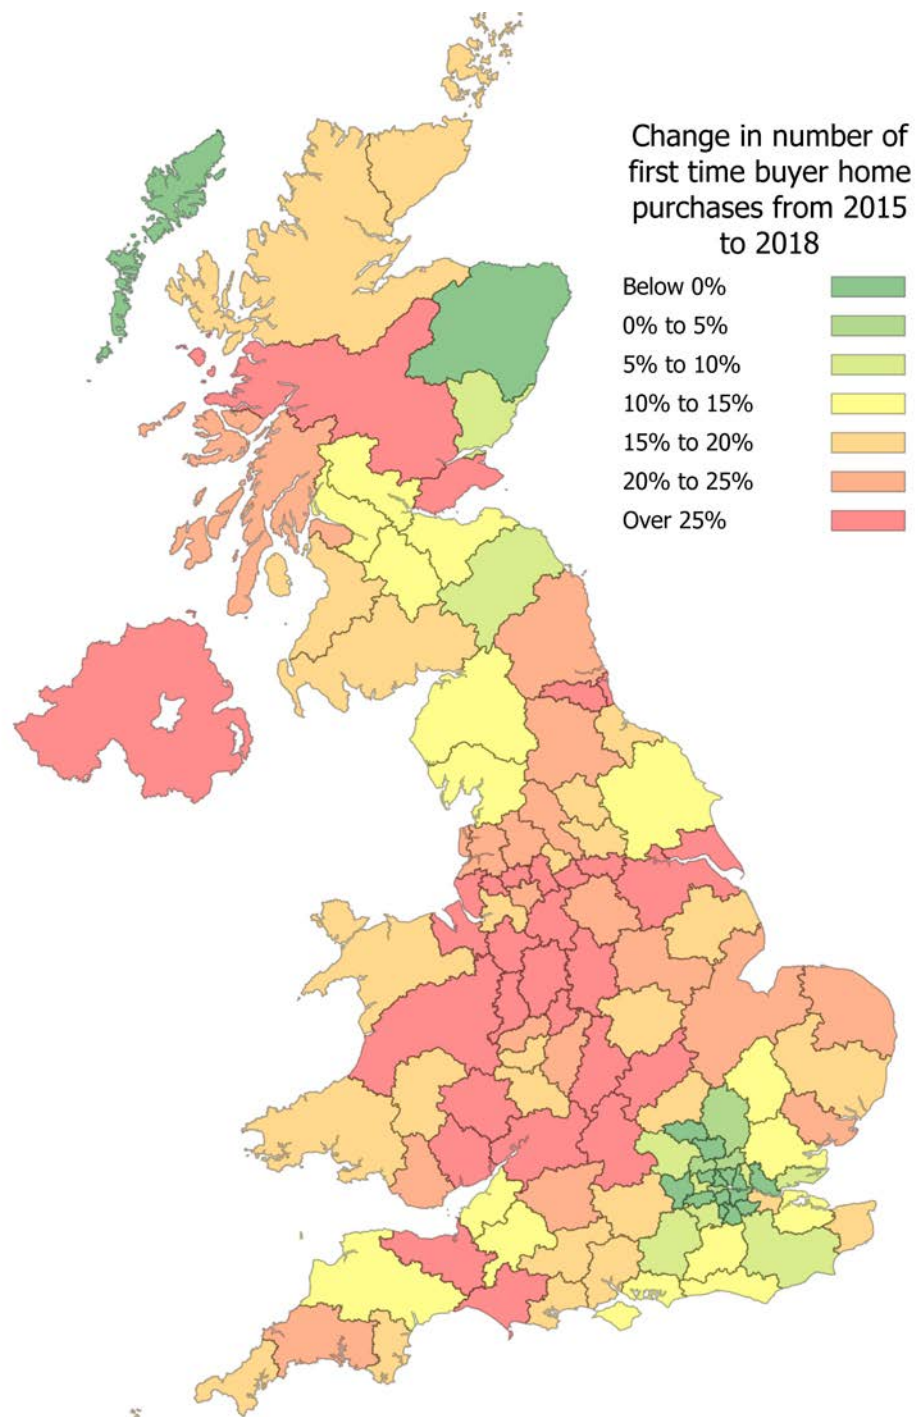 Change in number of
first time buyer home
purchases from 2015
to 2018
Below 0%
0% to 5%
5% to 10%
10% to 15%
15% to 20%
20% to 25%
Over 25%